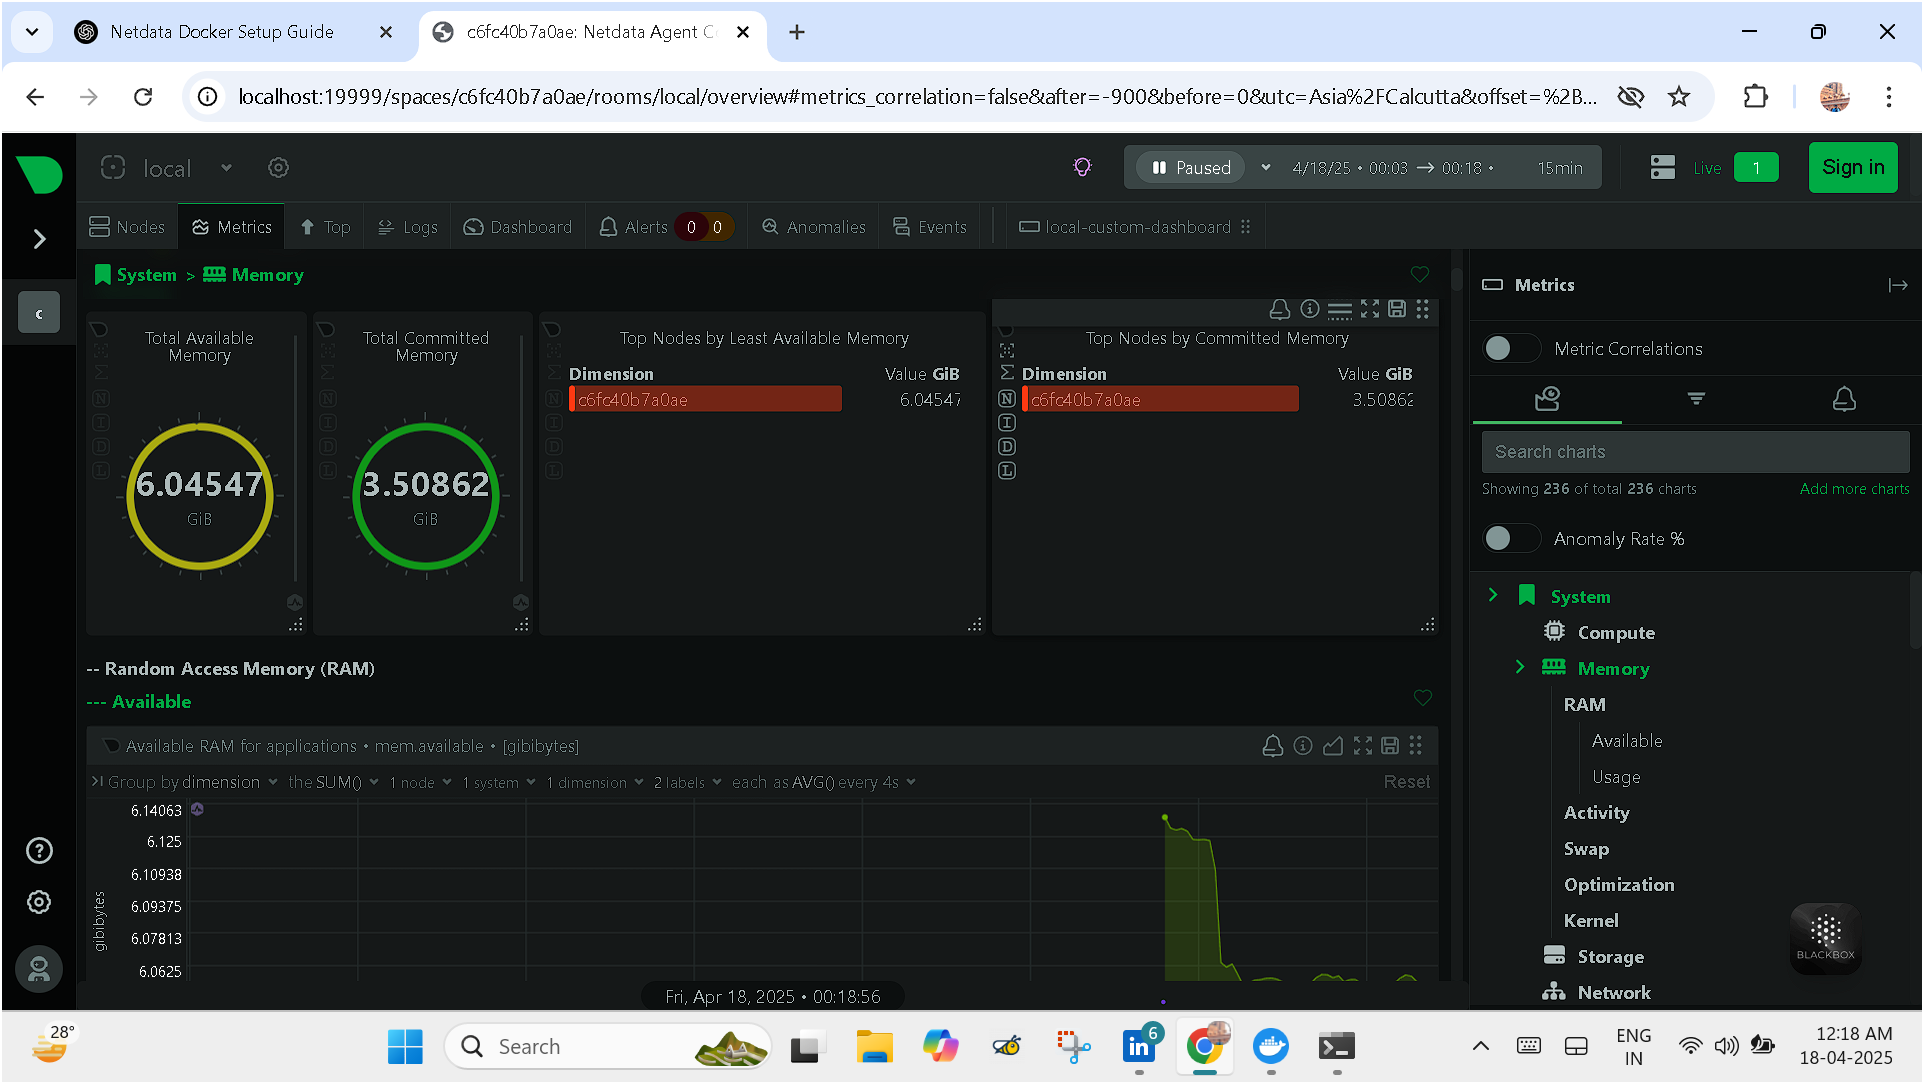 Netdata Docker Setup Guide
c6fc40b7a0ae: Netdata Agent C
localhost:19999/spaces/c6fc40b7a0ae/rooms/local/overview#metrics_correlation=false&after=-900&before=0&utc=Asia%2FCalcutta&offset=%2B...
local
Paused
4/18/25 • 00:03 → 00:18 •
15min
Live
1
Sign in
Nodes
Metrics
Top
Logs
Dashboard
Alerts
0
0
Anomalies
Events
local-custom-dashboard
System > Memory
c
Total Available
Memory
6.04547
GiB
Total Committed
Memory
3.50862
GiB
Top Nodes by Least Available Memory
Dimension Value GiB
c6fc40b7a0ae 6.04547
Top Nodes by Committed Memory
Dimension Value GiB
c6fc40b7a0ae 3.50862
N
I
D
L
-- Random Access Memory (RAM)
--- Available
Available RAM for applications • mem.available • [gibibytes]
Group by dimension the SUM() 1 node 1 system 1 dimension 2 labels each as AVG() every 4s Reset
gibibytes
6.14063
6.125
6.10938
6.09375
6.07813
6.0625
Fri, Apr 18, 2025 • 00:18:56
Metrics
Metric Correlations
Search charts
Showing 236 of total 236 charts
Add more charts
Anomaly Rate %
System
Compute
Memory
RAM
Available
Usage
Activity
Swap
Optimization
Kernel
Storage
Network
BLACKBOX
28°
Search
6
ENG
IN
12:18 AM
18-04-2025